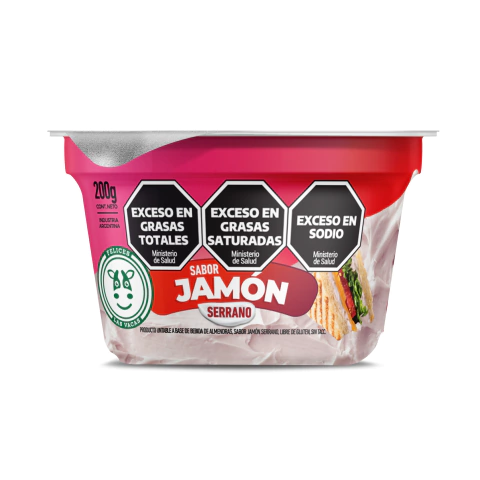 200g
CONT. NETO
INDUSTRIA
ARGENTINA
EXCESO EN
GRASAS
TOTALES
Ministerio
de Salud
EXCESO EN
GRASAS
SATURADAS
Ministerio
de Salud
EXCESO EN
SODIO
Ministerio
de Salud
FELICES
LAS VACAS
SABOR
JAMÓN
SERRANO
PRODUCTO UNTABLE A BASE DE BEBIDA DE ALMENDRAS, SABOR JAMÓN SERRANO, LIBRE DE GLUTEN, SIN TACC.